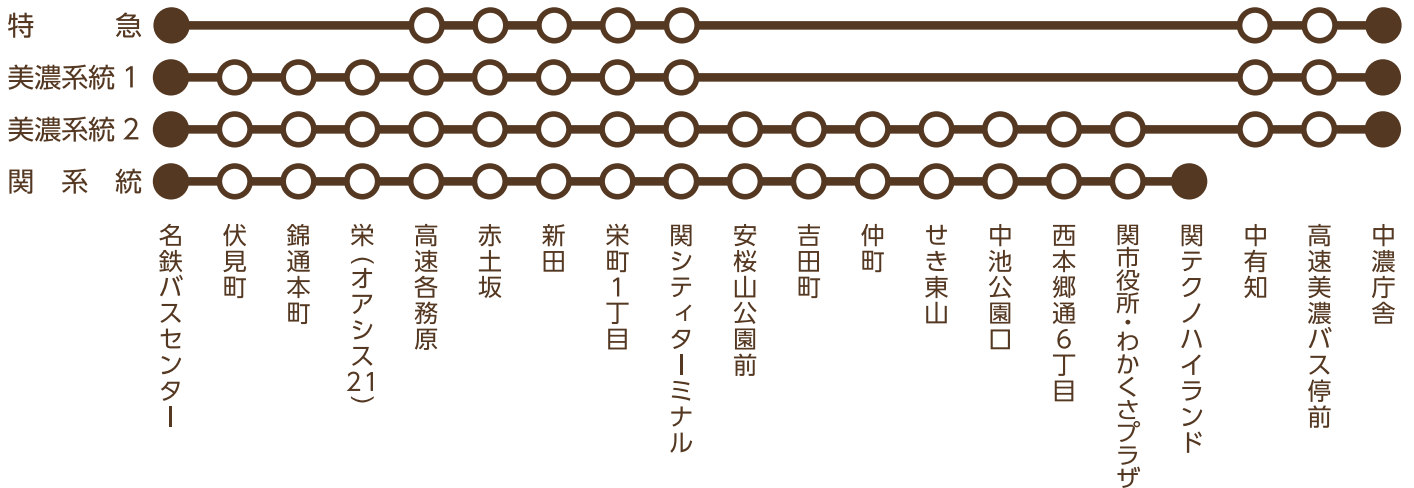 特急
美濃系統1
美濃系統2
関系統
名鉄バスセンター
伏見町
錦通本町
栄（オアシス21）
高速各務原
赤土坂
新田
栄町1丁目
関シティターミナル
安桜山公園前
吉田町
仲町
せき東山
中池公園口
西本郷通6丁目
関市役所・わかくさプラザ
関テクノハイランド
中有知
高速美濃バス停前
中濃庁舎